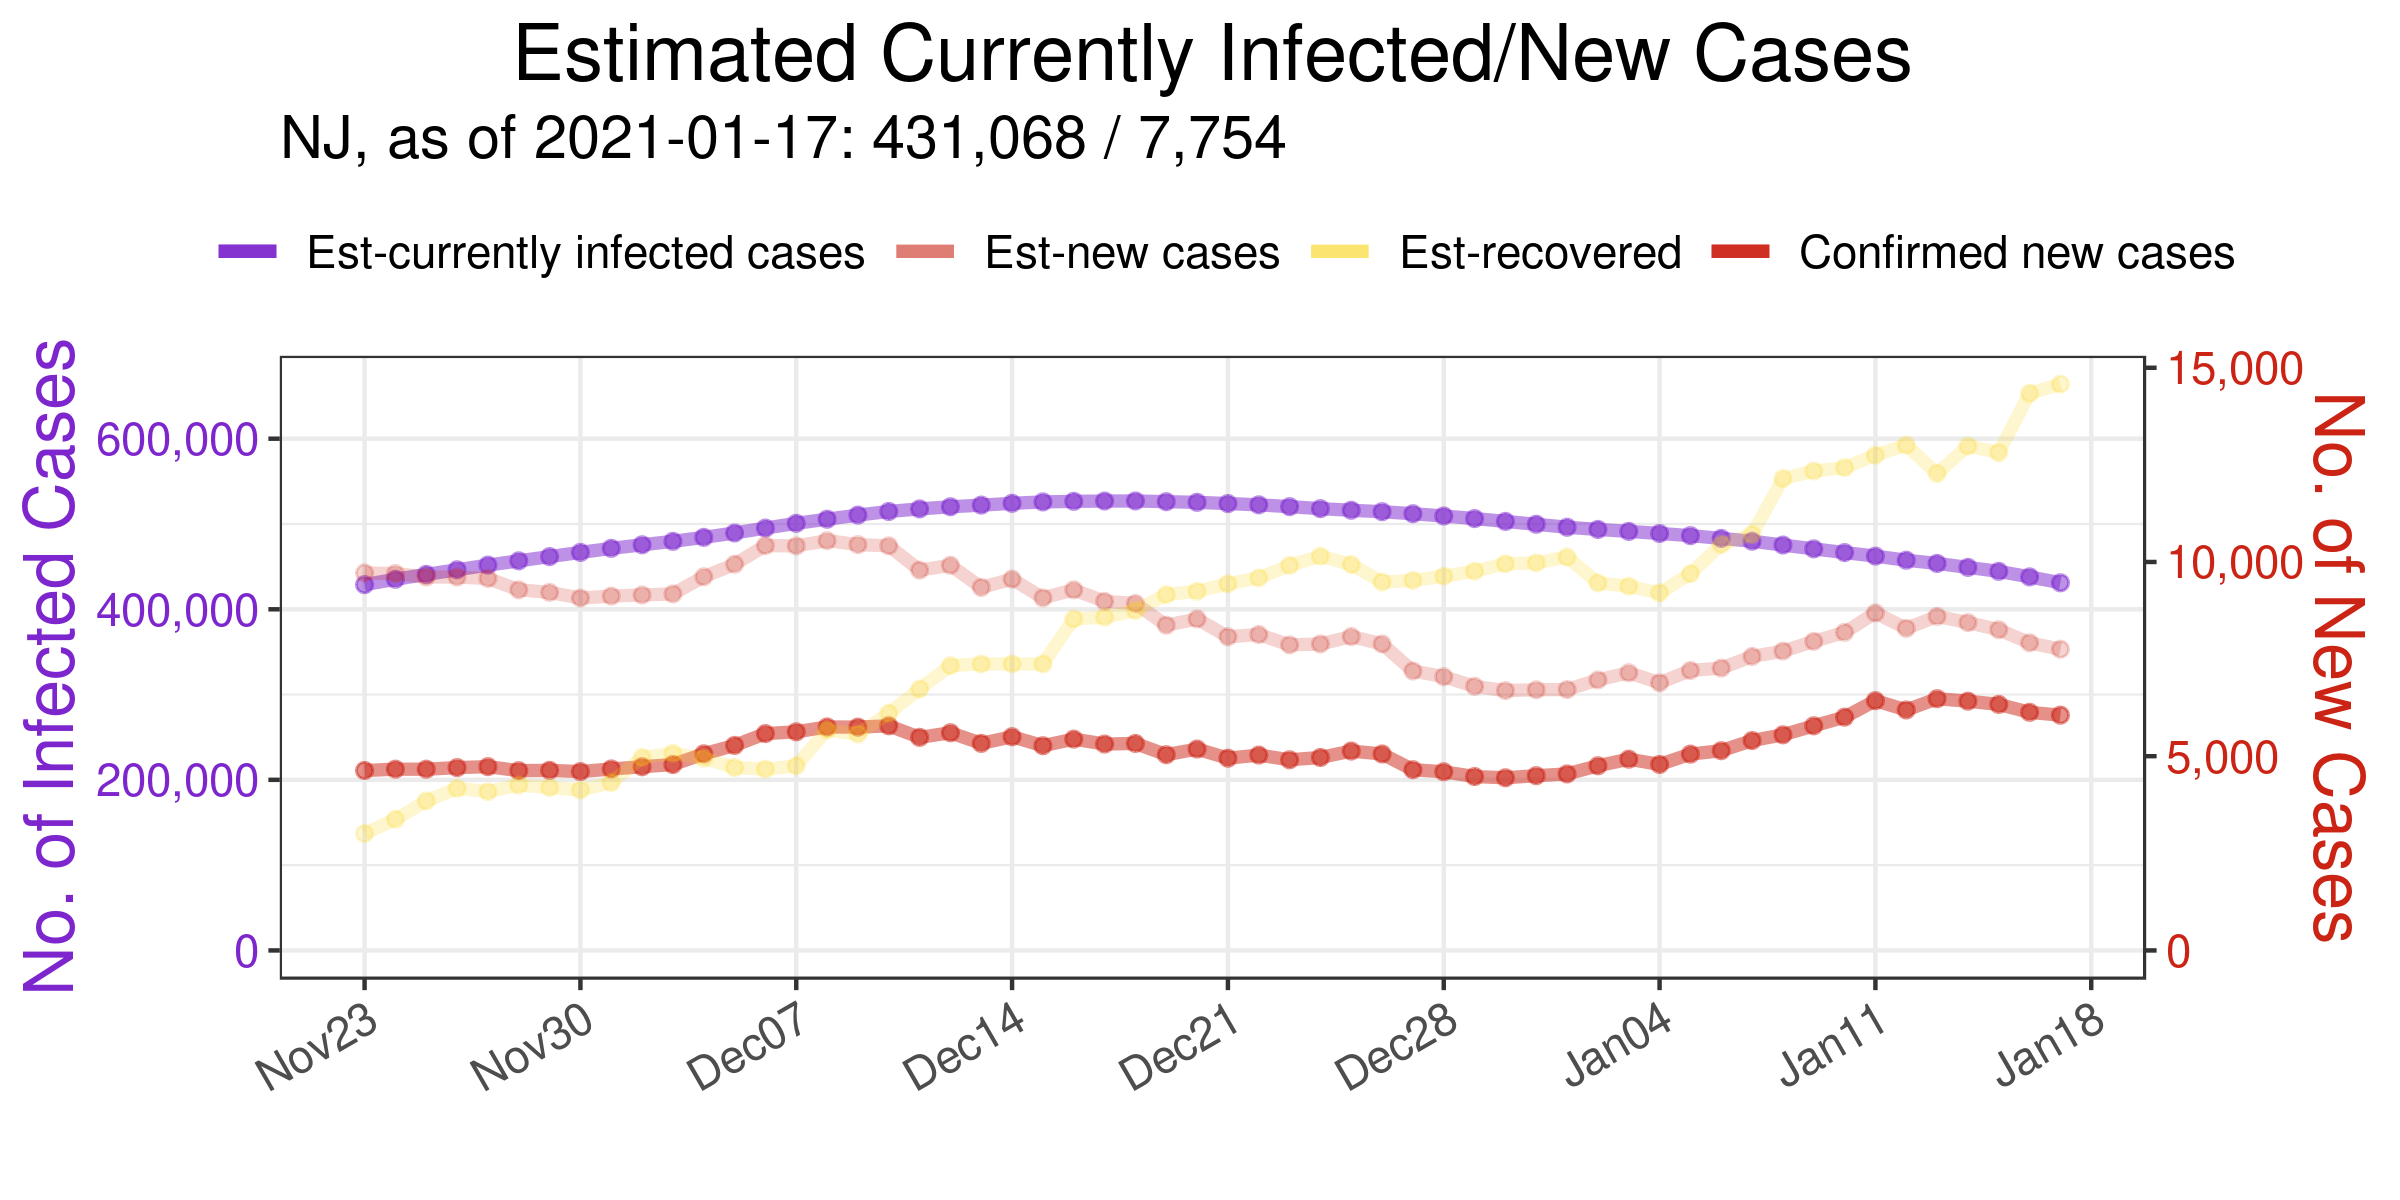 Estimated Currently Infected/New Cases
NJ, as of 2021-01-17: 431,068 / 7,754
Est-currently infected cases Est-new cases Est-recovered Confirmed new cases
No. of Infected Cases
600,000
400,000
200,000
0
15,000
10,000
5,000
0
No. of New Cases
Nov23 Nov30 Dec07 Dec14 Dec21 Dec28 Jan04 Jan11 Jan18